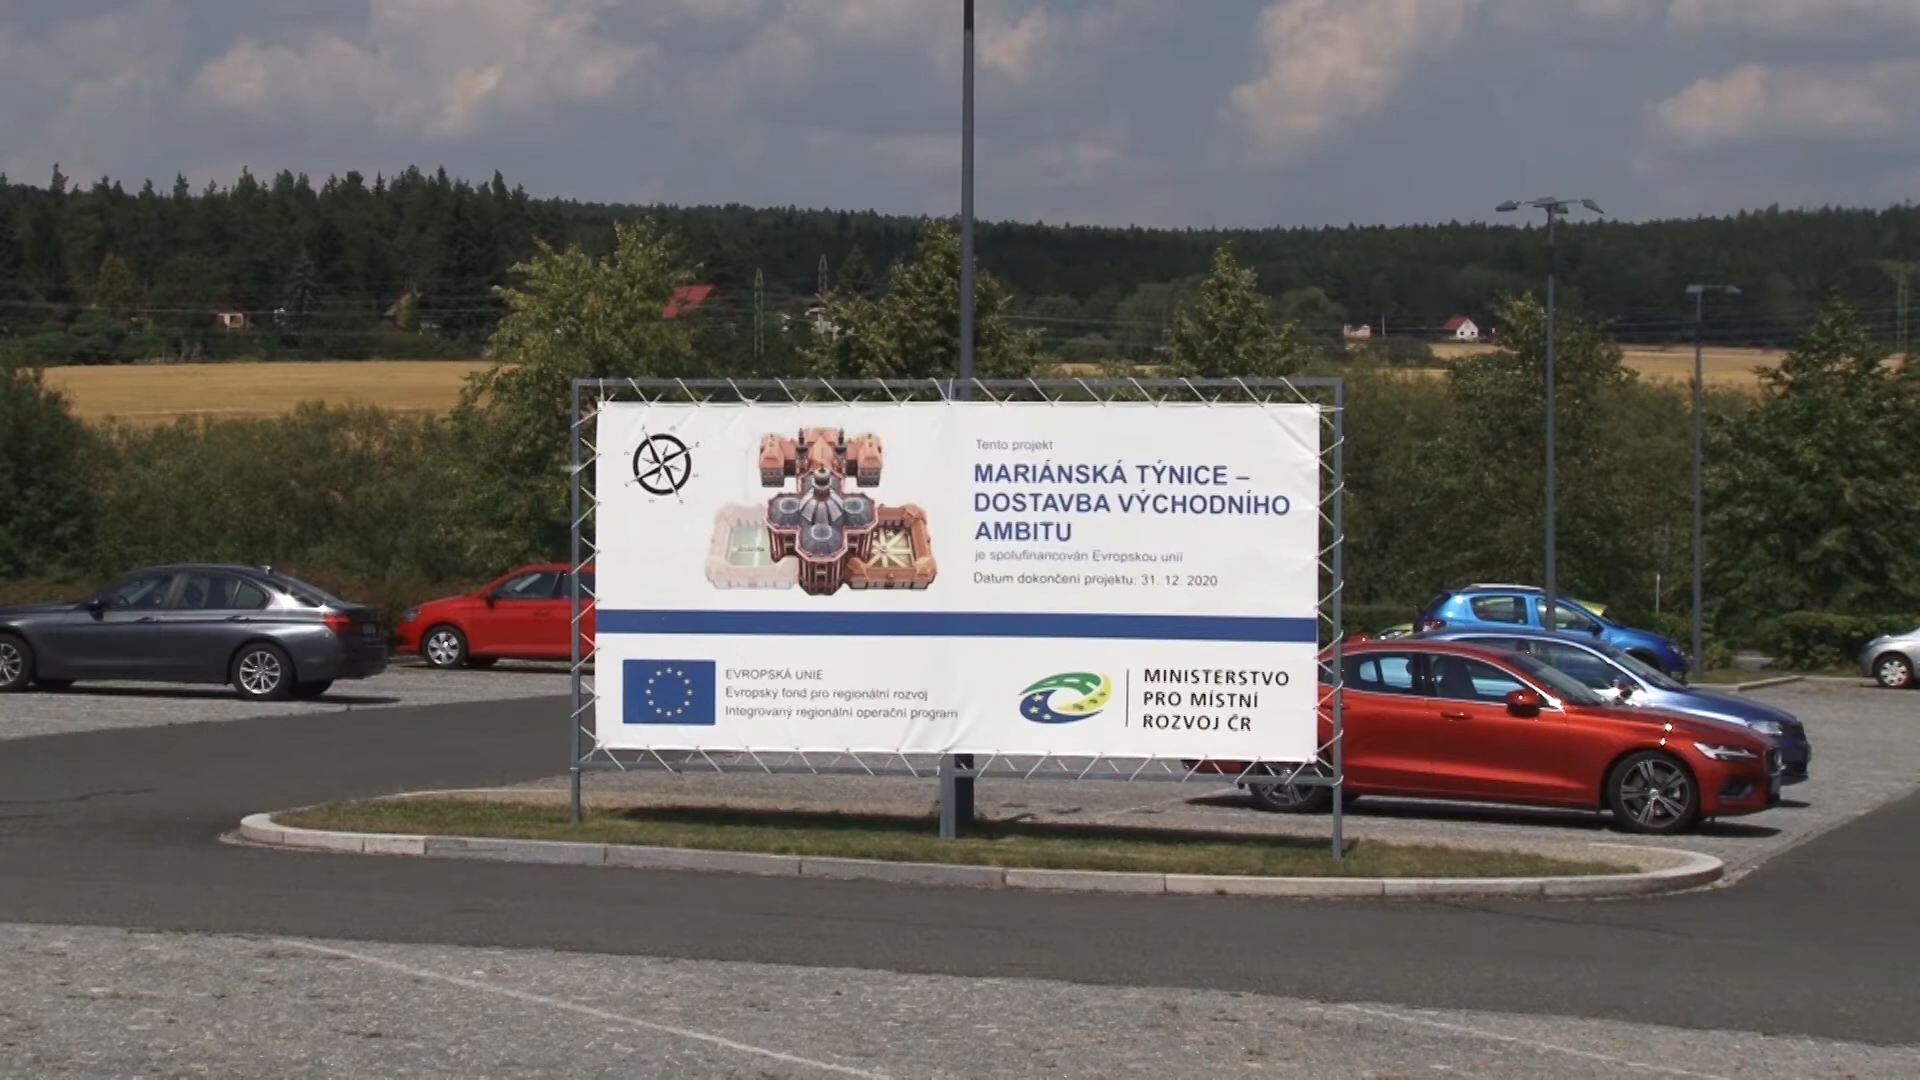 Tento projekt
MARIÁNSKÁ TÝNICE –
DOSTAVBA VÝCHODNÍHO
AMBITU
je spolufinancován Evropskou unií
Datum dokončení projektu: 31. 12. 2020
EVROPSKÁ UNIE
Evropský fond pro regionální rozvoj
Integrovaný regionální operační program
MINISTERSTVO
PRO MÍSTNÍ
ROZVOJ ČR